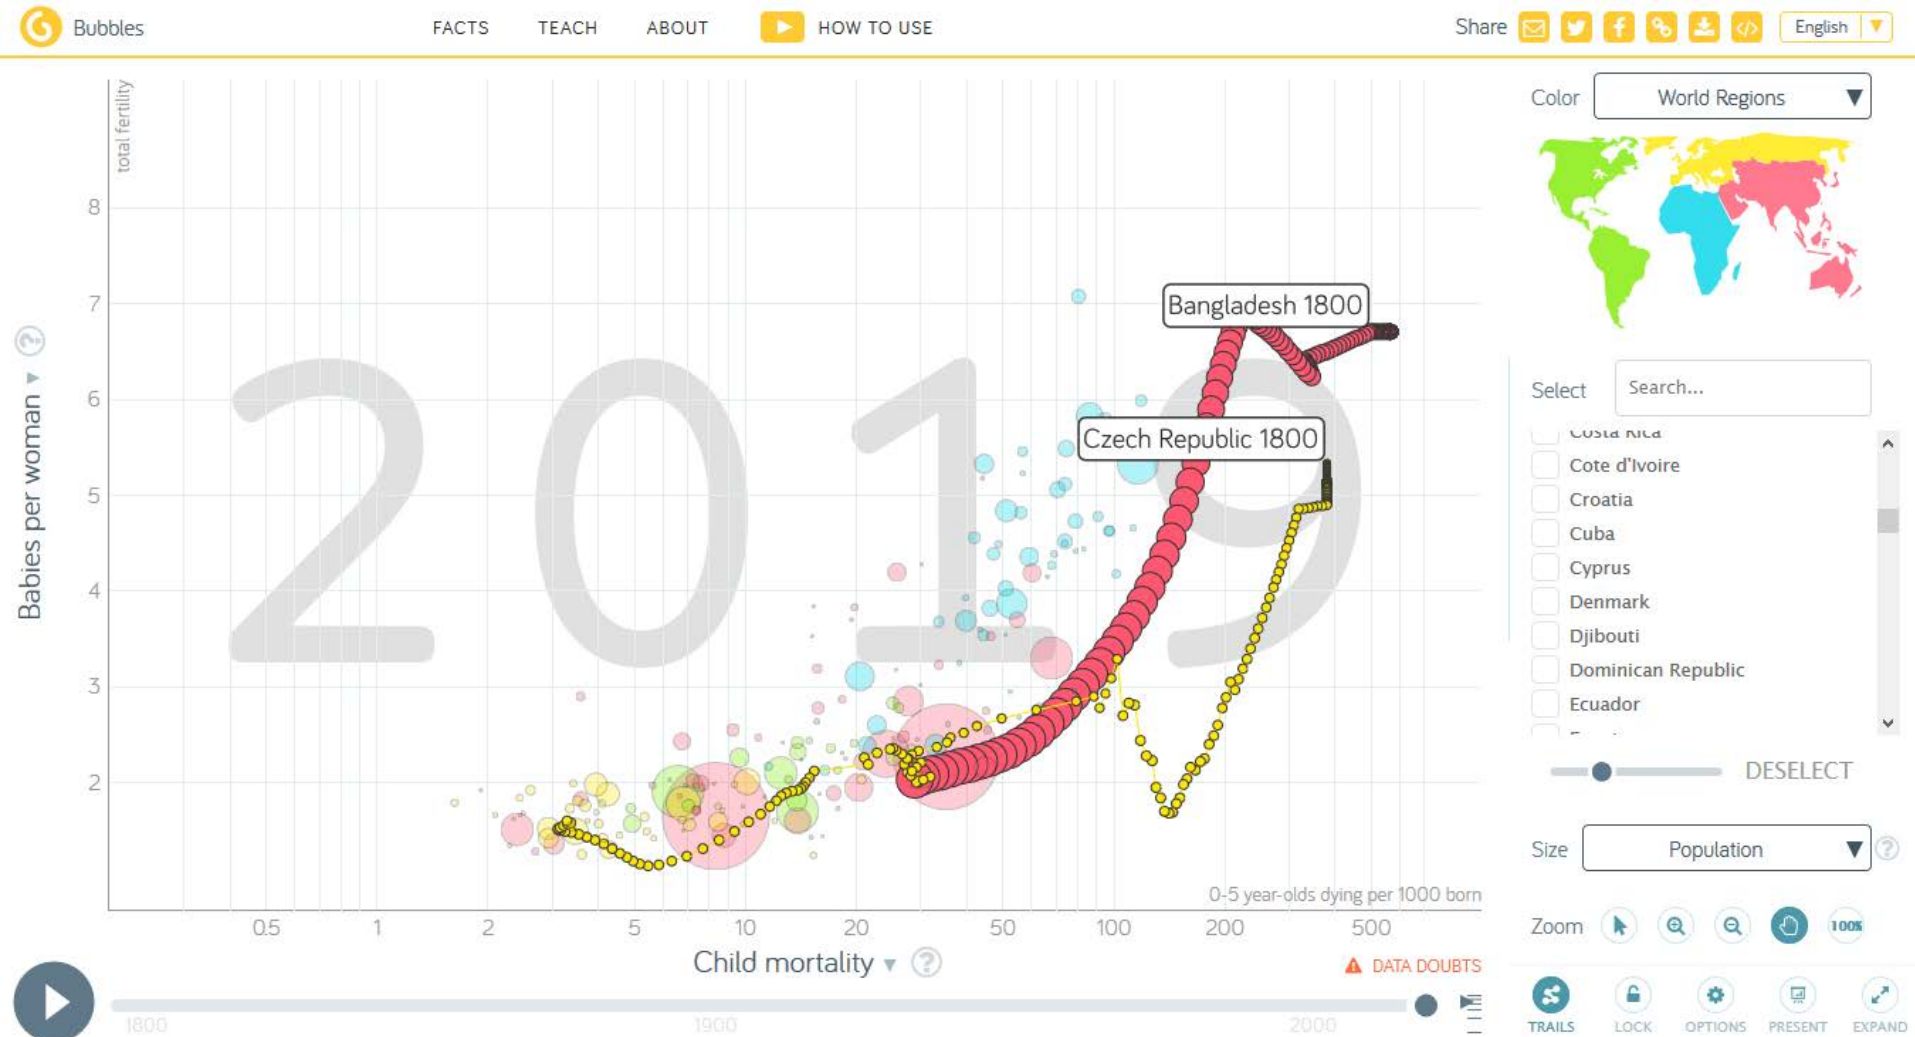 Bubbles
FACTS TEACH ABOUT HOW TO USE
Share
English ▼
total fertility
Babies per woman ▼ ?
8
7
6
5
4
3
2
2019
Bangladesh 1800
Czech Republic 1800
0-5 year-olds dying per 1000 born
0.5 1 2 5 10 20 50 100 200 500
Child mortality ▼ ?
DATA DOUBTS
1800 1900 2000
Color World Regions ▼
Select Search...
Costa Rica
Cote d'Ivoire
Croatia
Cuba
Cyprus
Denmark
Djibouti
Dominican Republic
Ecuador
DESELECT
Size Population ▼ ?
Zoom 100%
TRAILS LOCK OPTIONS PRESENT EXPAND